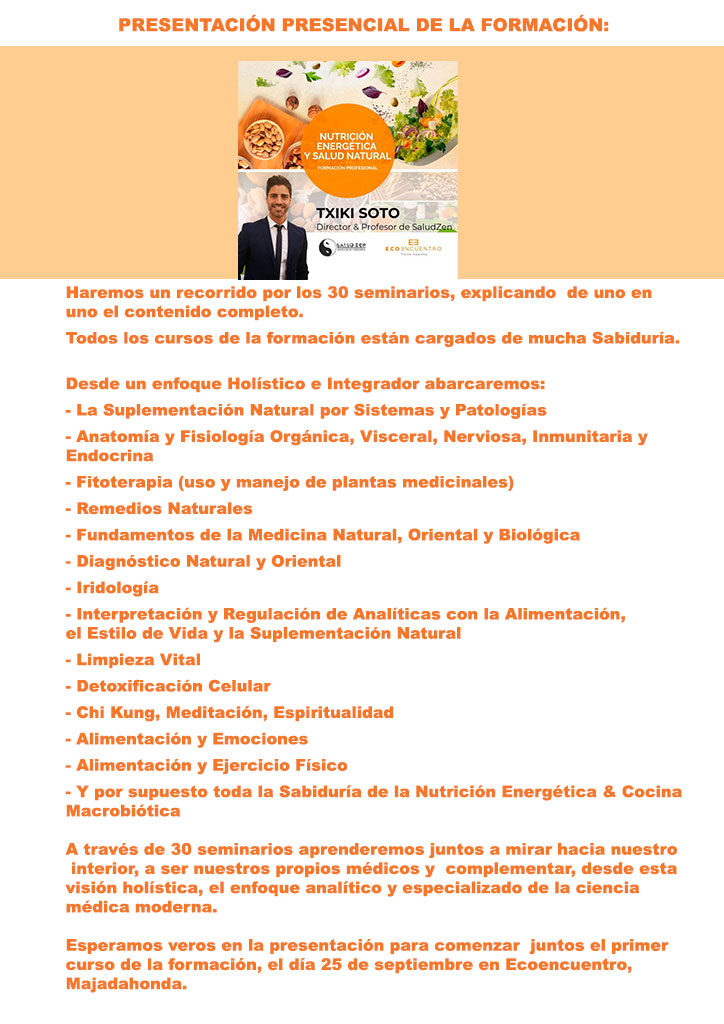 PRESENTACIÓN PRESENCIAL DE LA FORMACIÓN:
NUTRICIÓN
ENERGÉTICA
Y SALUD NATURAL
FORMACIÓN PROFESIONAL
TXIKI SOTO
Director & Profesor de SaludZen
SALUDZEN
ECOENCUENTRO
Haremos un recorrido por los 30 seminarios, explicando de uno en
uno el contenido completo.
Todos los cursos de la formación están cargados de mucha Sabiduría.
Desde un enfoque Holístico e Integrador abarcaremos:
- La Suplementación Natural por Sistemas y Patologías
- Anatomía y Fisiología Orgánica, Visceral, Nerviosa, Inmunitaria y
Endocrina
- Fitoterapia (uso y manejo de plantas medicinales)
- Remedios Naturales
- Fundamentos de la Medicina Natural, Oriental y Biológica
- Diagnóstico Natural y Oriental
- Iridología
- Interpretación y Regulación de Analíticas con la Alimentación,
el Estilo de Vida y la Suplementación Natural
- Limpieza Vital
- Detoxificación Celular
- Chi Kung, Meditación, Espiritualidad
- Alimentación y Emociones
- Alimentación y Ejercicio Físico
- Y por supuesto toda la Sabiduría de la Nutrición Energética & Cocina
Macrobiótica
A través de 30 seminarios aprenderemos juntos a mirar hacia nuestro
interior, a ser nuestros propios médicos y complementar, desde esta
visión holística, el enfoque analítico y especializado de la ciencia
médica moderna.
Esperamos veros en la presentación para comenzar juntos el primer
curso de la formación, el día 25 de septiembre en Ecoencuentro,
Majadahonda.